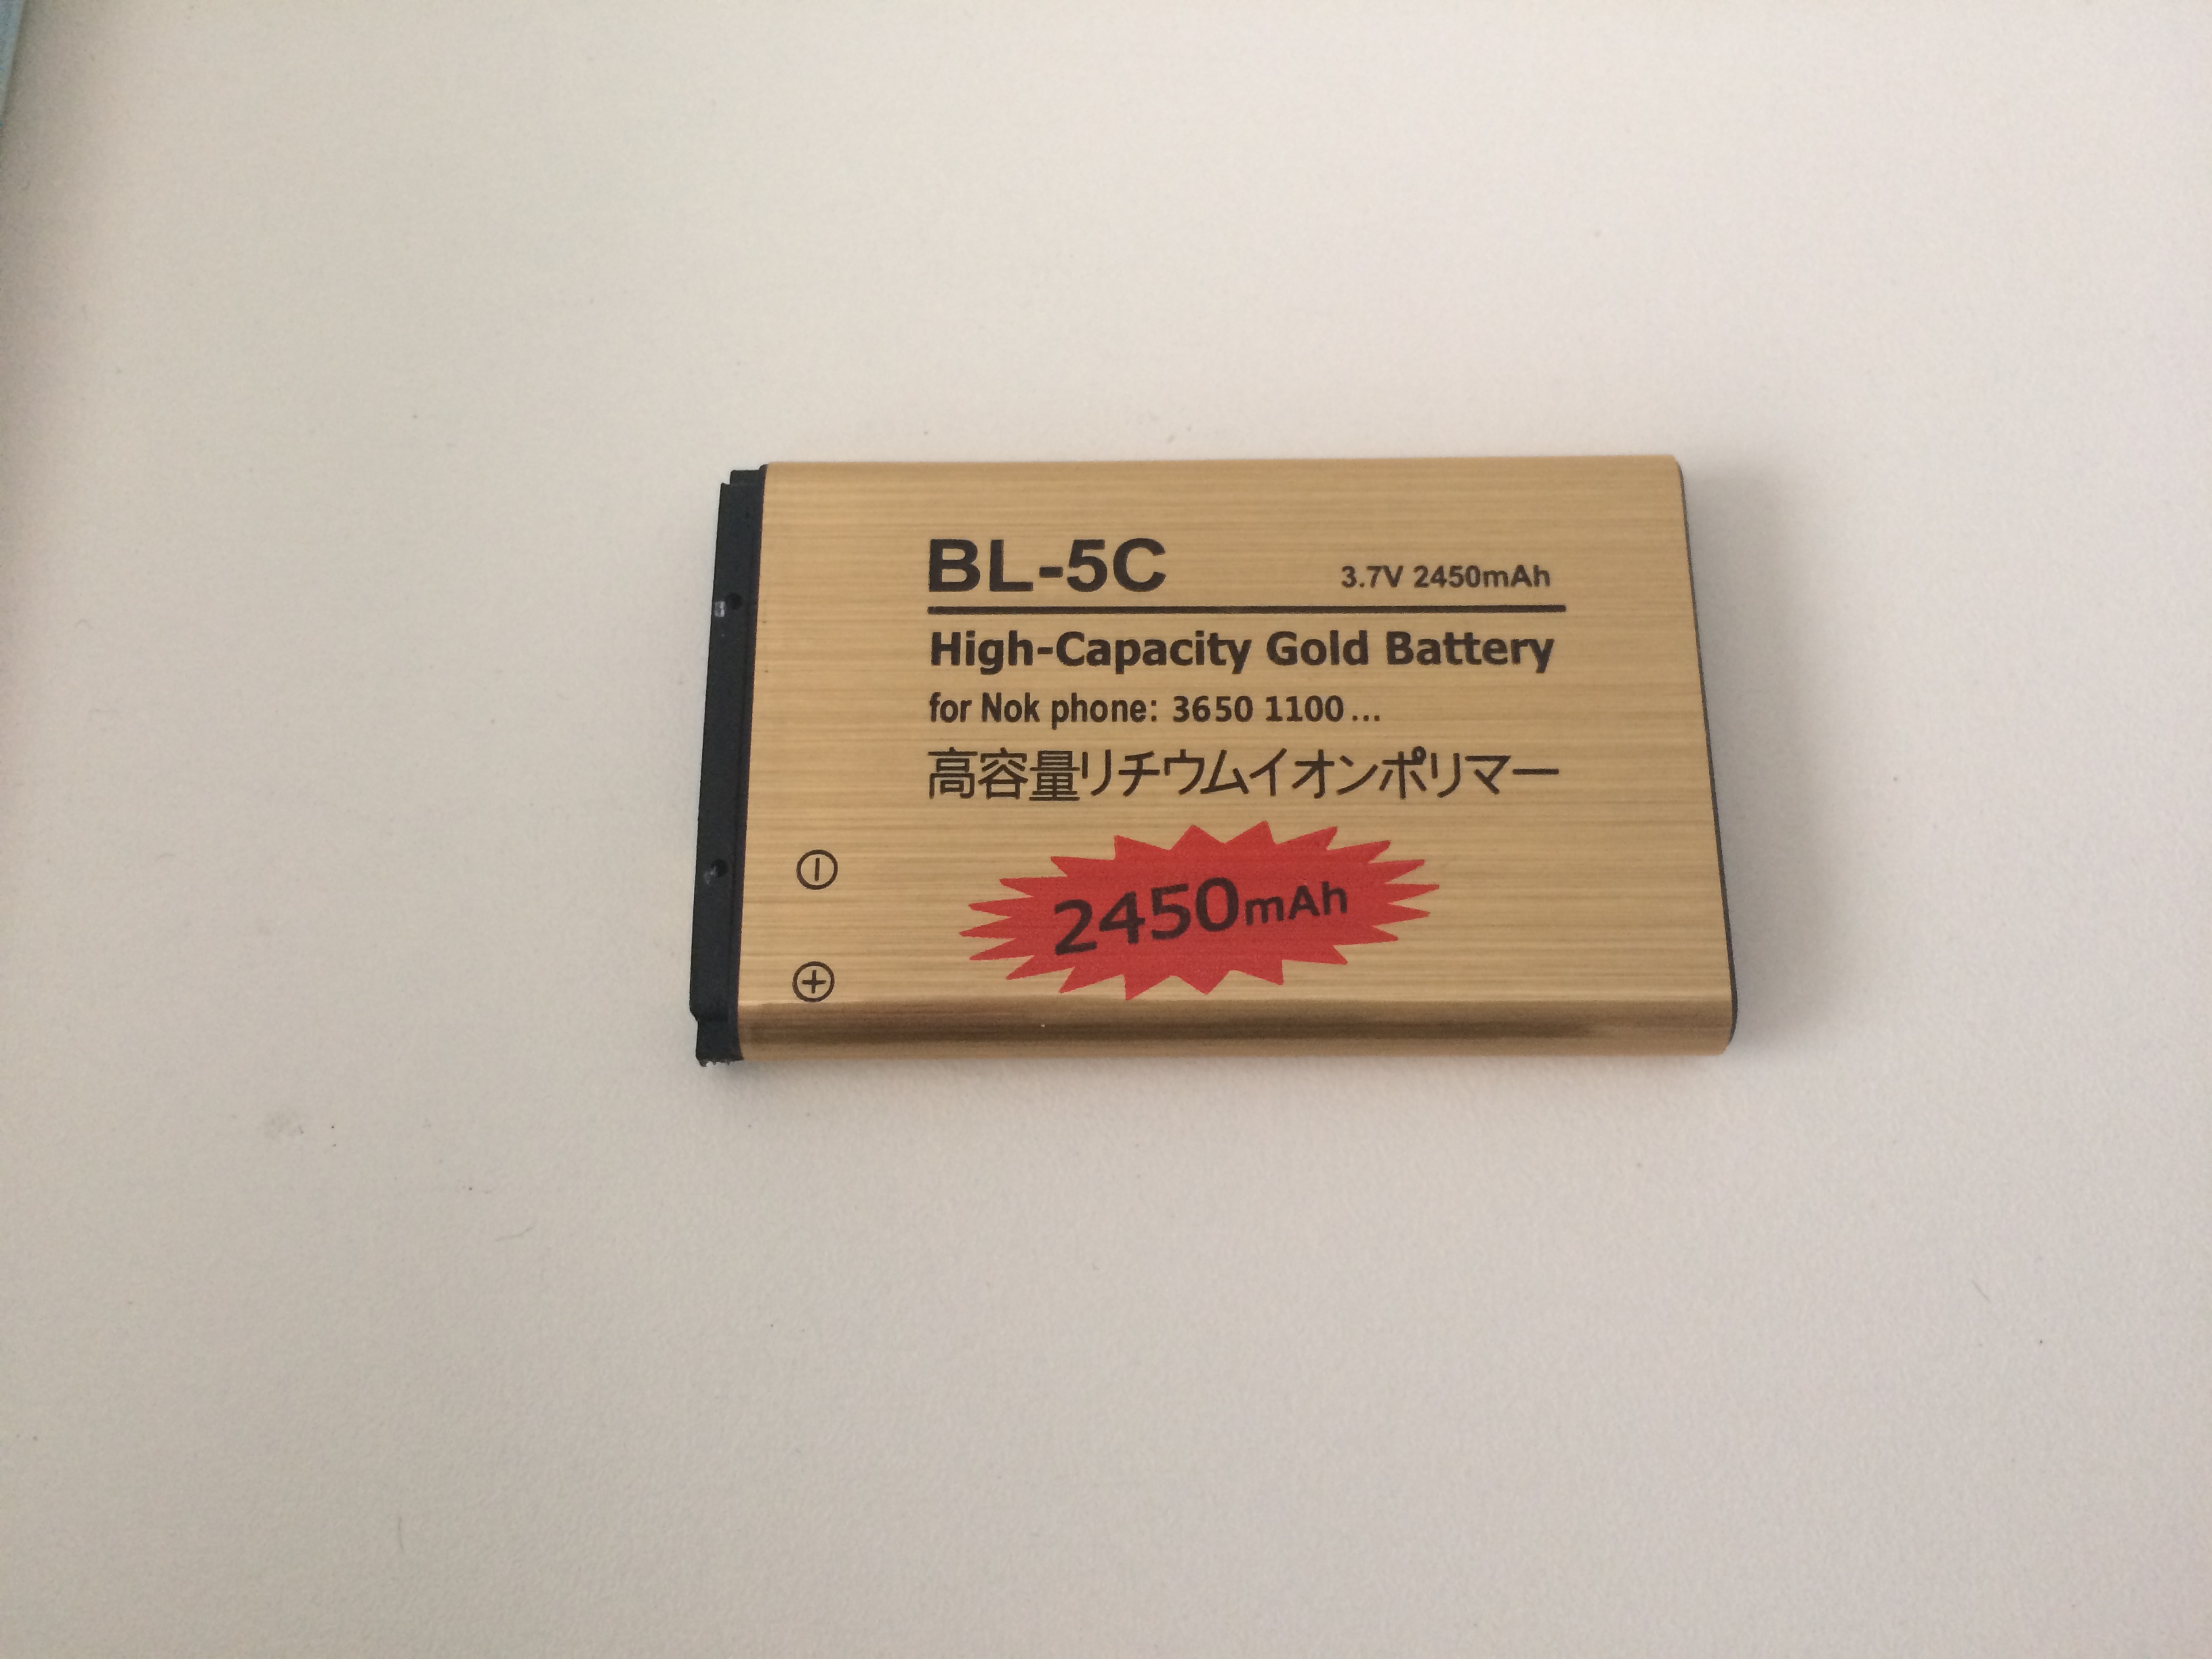 BL-5C 3.7V 2450mAh
High-Capacity Gold Battery
for Nok phone: 3650 1100...
高容量リチウムイオンポリマー
2450mAh